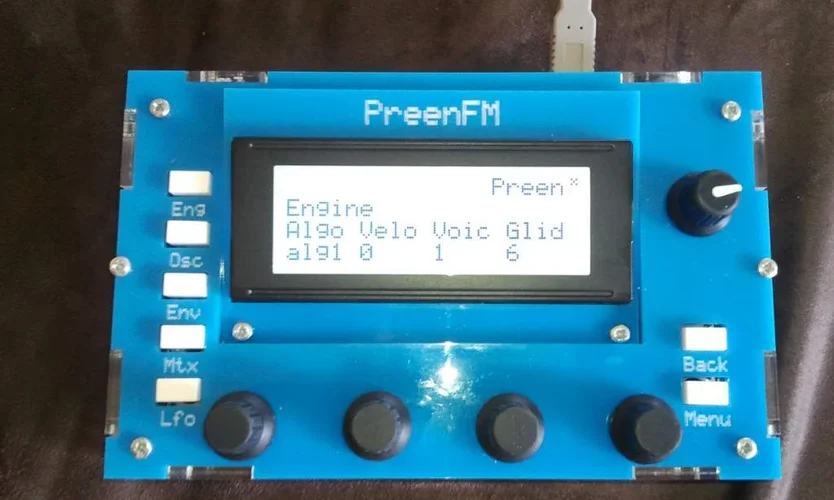 PreenFM
Preen*
Engine
Algo Velo Voic Glid
alg1 0 1 6
Eng
Osc
Env
Mtx
Lfo
Back
Menu